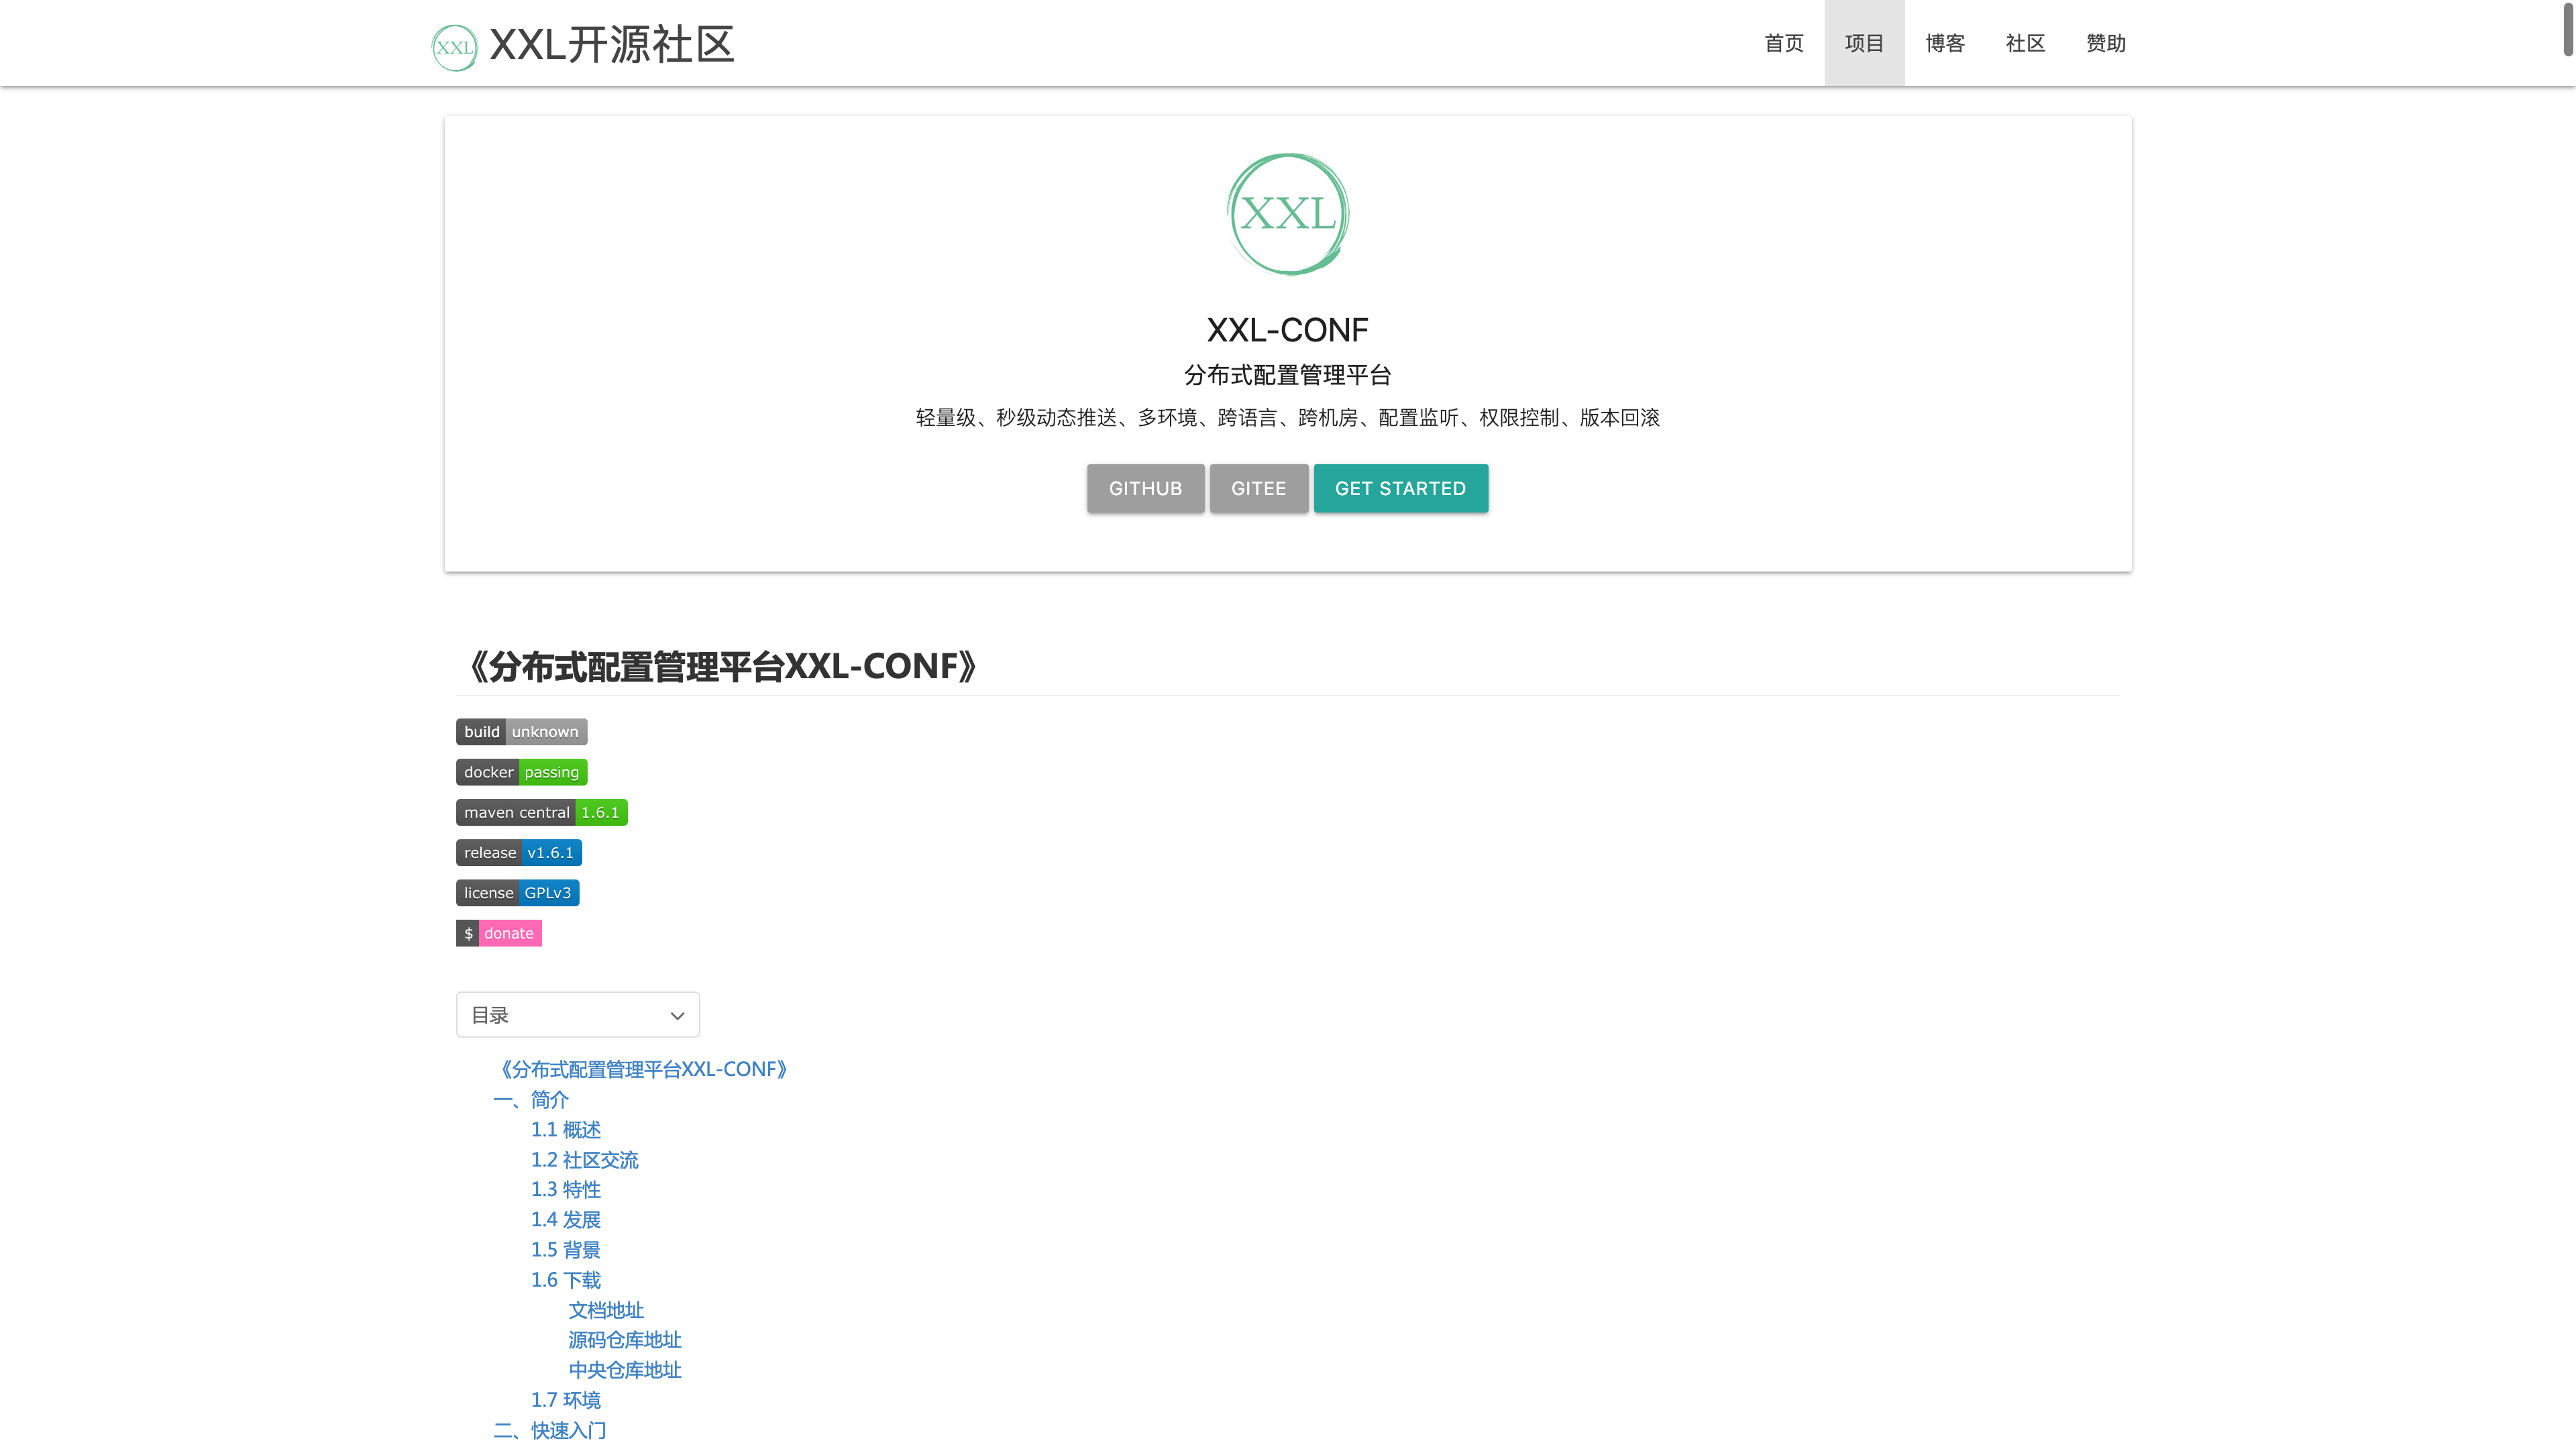 XXL XXL开源社区 首页 项目 博客 社区 赞助
XXL
XXL-CONF
分布式配置管理平台
轻量级、秒级动态推送、多环境、跨语言、跨机房、配置监听、权限控制、版本回滚
GITHUB GITEE GET STARTED
《分布式配置管理平台XXL-CONF》
build unknown
docker passing
maven central 1.6.1
release v1.6.1
license GPLv3
$ donate
目录
《分布式配置管理平台XXL-CONF》
一、简介
1.1 概述
1.2 社区交流
1.3 特性
1.4 发展
1.5 背景
1.6 下载
文档地址
源码仓库地址
中央仓库地址
1.7 环境
二、快速入门